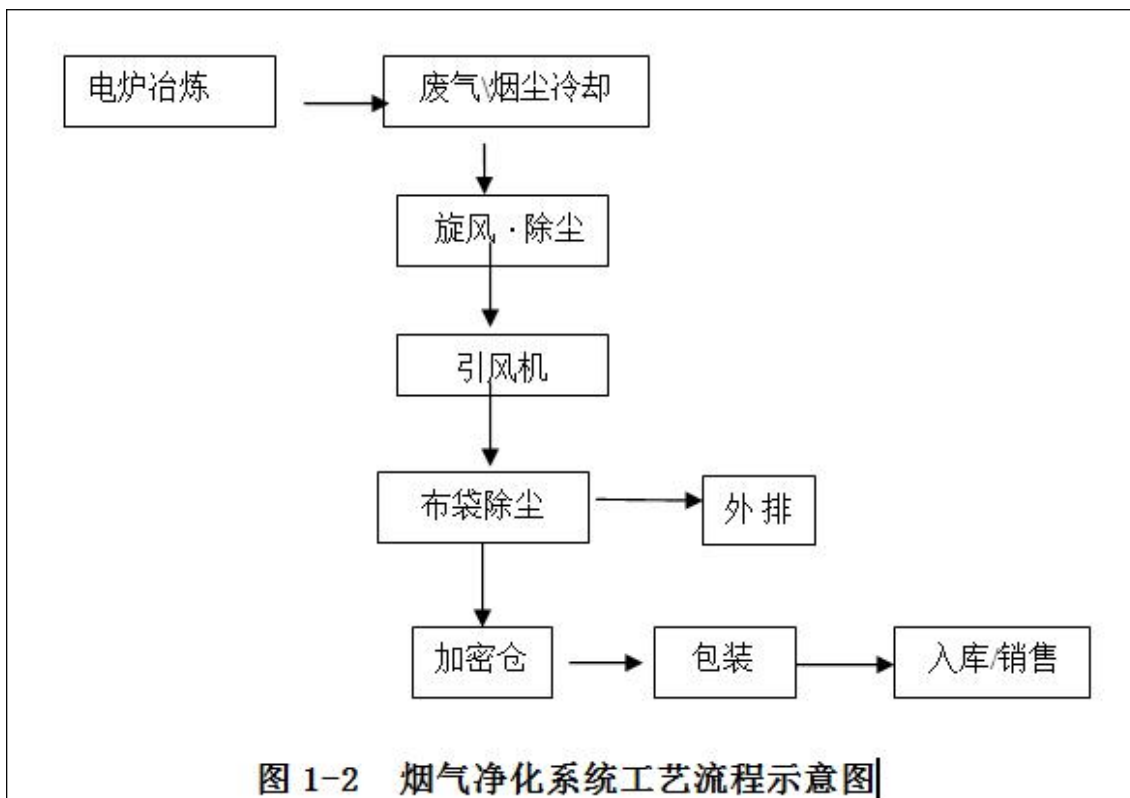 电炉冶炼
废气\烟尘冷却
旋风·除尘
引风机
布袋除尘
外 排
加密仓
包装
入库/销售
图 1-2 烟气净化系统工艺流程示意图